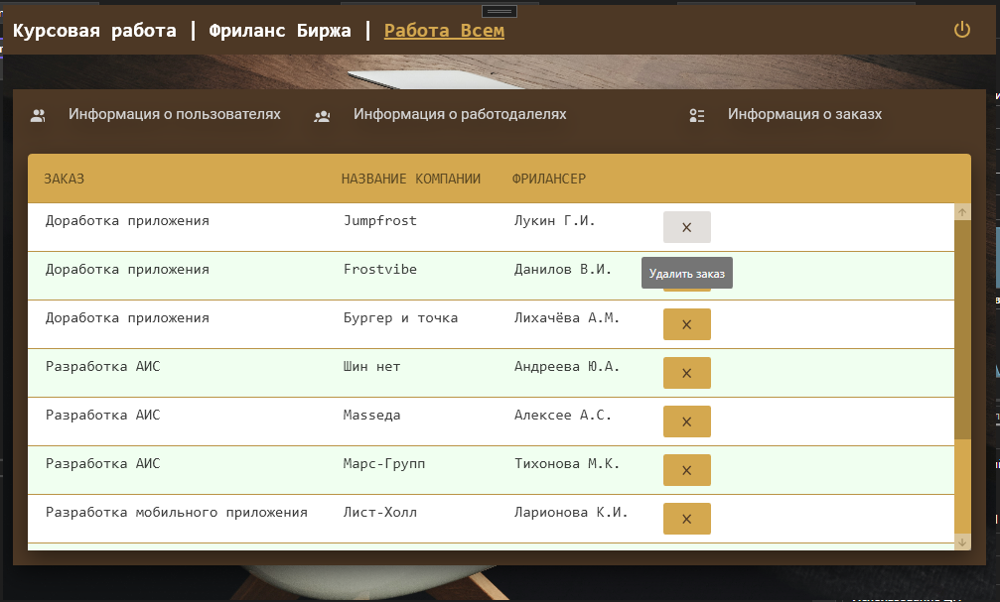 Курсовая работа | Фриланс Биржа | Работа Всем
Информация о пользователях Информация о работодалелях Информация о заказх
ЗАКАЗ НАЗВАНИЕ КОМПАНИИ ФРИЛАНСЕР
Доработка приложения Jumpfrost Лукин Г.И.
Доработка приложения Frostvibe Данилов В.И.
Удалить заказ
Доработка приложения Бургер и точка Лихачёва А.М.
Разработка АИС Шин нет Андреева Ю.А.
Разработка АИС Masseda Алексее А.С.
Разработка АИС Марс-Групп Тихонова М.К.
Разработка мобильного приложения Лист-Холл Ларионова К.И.